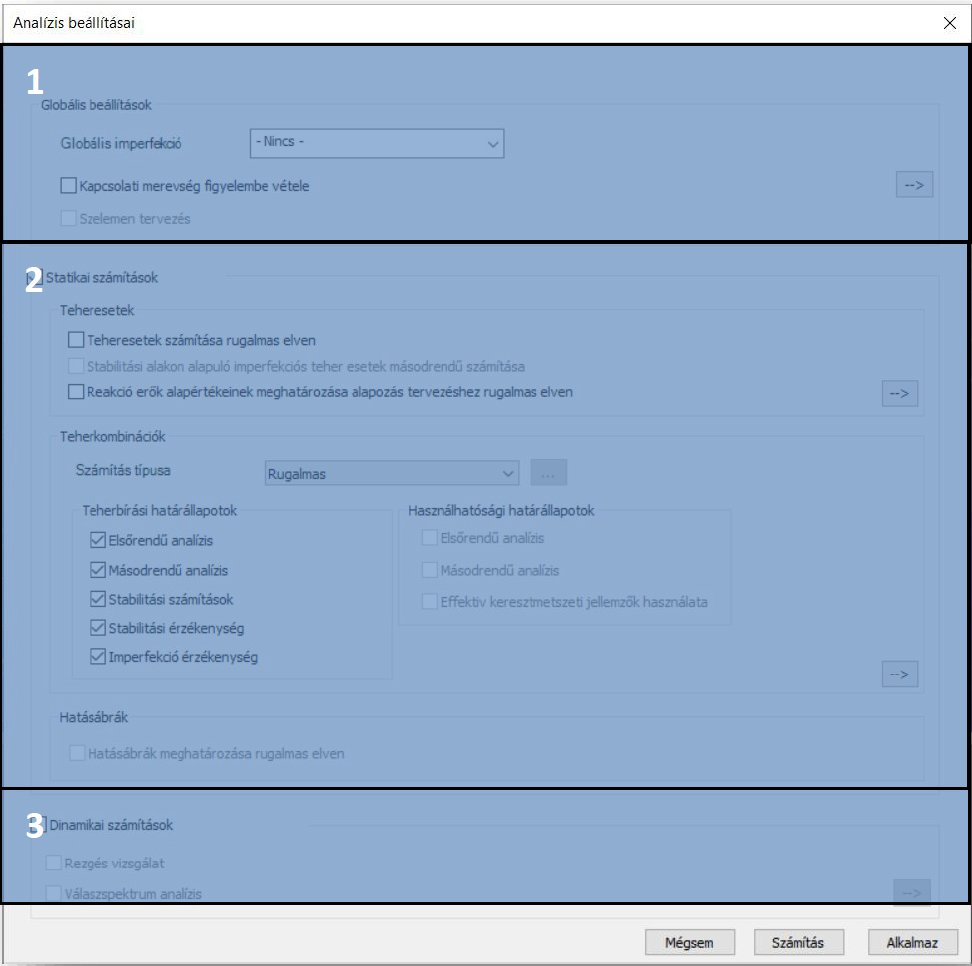 Analízis beállításai
1
Globális beállítások
Globális imperfekció
- Nincs -
Kapcsolati merevség figyelembe vétele
-->
Szelemen tervezés
2
Statikai számítások
Teheresetek
Teheresetek számítása rugalmas elven
Stabilitási alakon alapuló imperfekciós teher esetek másodrendű számítása
Reakció erők alapértékeinek meghatározása alapozás tervezéshez rugalmas elven
-->
Teherkombinációk
Számítás típusa
Rugalmas
...
Teherbírási határállapotok
Elsőrendű analízis
Másodrendű analízis
Stabilitási számítások
Stabilitási érzékenység
Imperfekció érzékenység
Használhatósági határállapotok
Elsőrendű analízis
Másodrendű analízis
Effektiv keresztmetszeti jellemzők használata
-->
Hatásábrák
Hatásábrák meghatározása rugalmas elven
3
Dinamikai számítások
Rezgés vizsgálat
Válaszspektrum analízis
-->
Mégsem
Számítás
Alkalmaz